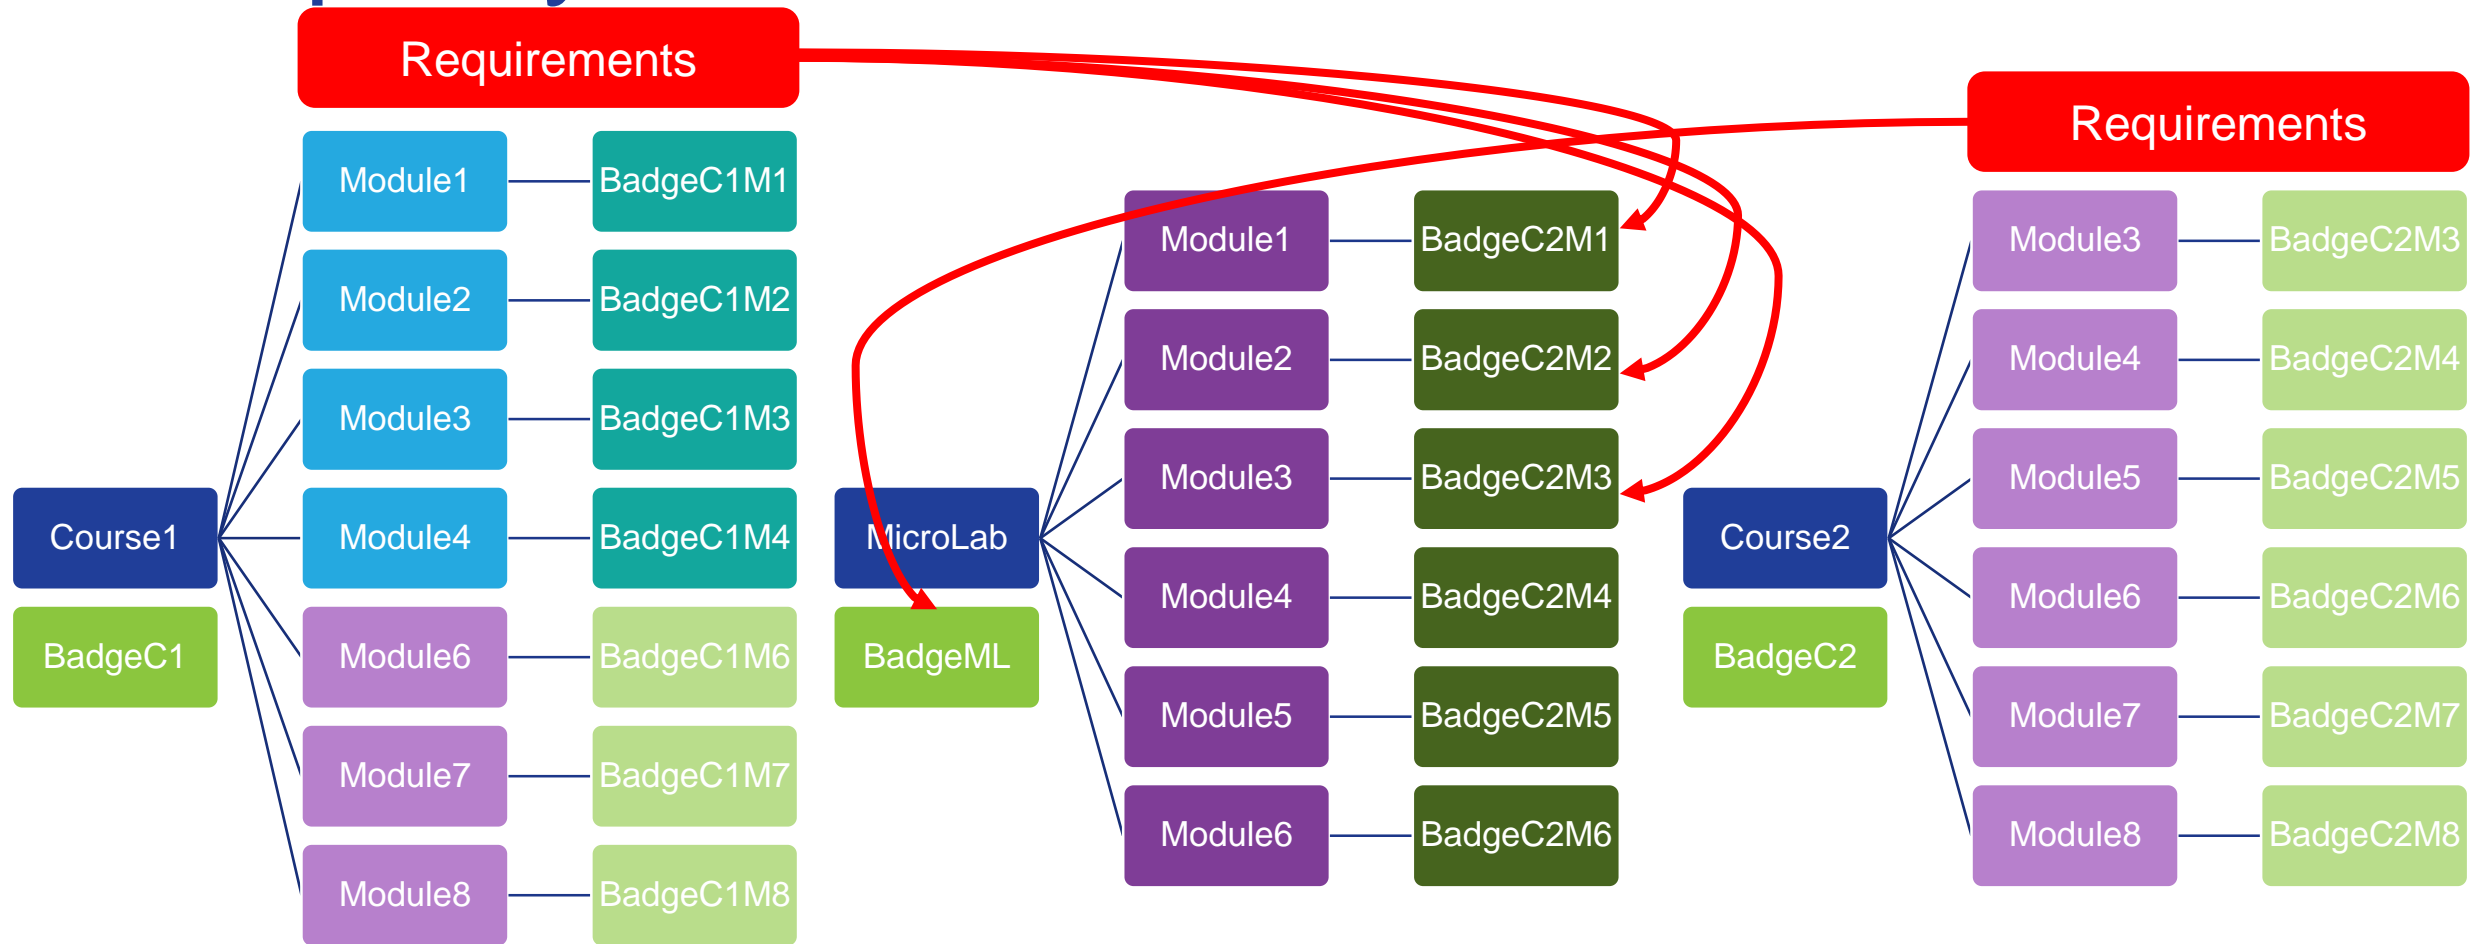 Requirements
Module1
BadgeC1M1
Module2
BadgeC1M2
Module3
BadgeC1M3
Course1
Module4
BadgeC1M4
BadgeC1
Module6
BadgeC1M6
Module7
BadgeC1M7
Module8
BadgeC1M8
Module1
BadgeC2M1
Module2
BadgeC2M2
Module3
BadgeC2M3
MicroLab
Module4
BadgeC2M4
BadgeML
Module5
BadgeC2M5
Module6
BadgeC2M6
Requirements
Module3
BadgeC2M3
Module4
BadgeC2M4
Module5
BadgeC2M5
Course2
Module6
BadgeC2M6
BadgeC2
Module7
BadgeC2M7
Module8
BadgeC2M8